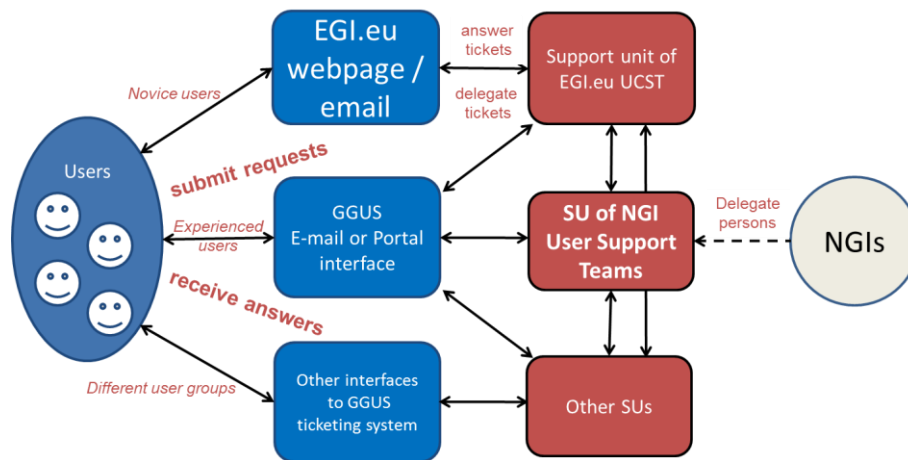 EGI.eu
webpage /
email
answer
tickets
delegate
tickets
Support unit of
EGI.eu UCST
Novice users
Users
submit requests
Experienced
users
GGUS
E-mail or Portal
interface
SU of NGI
User Support
Teams
Delegate
persons
NGIs
receive answers
Different user groups
Other interfaces
to GGUS
ticketing system
Other SUs